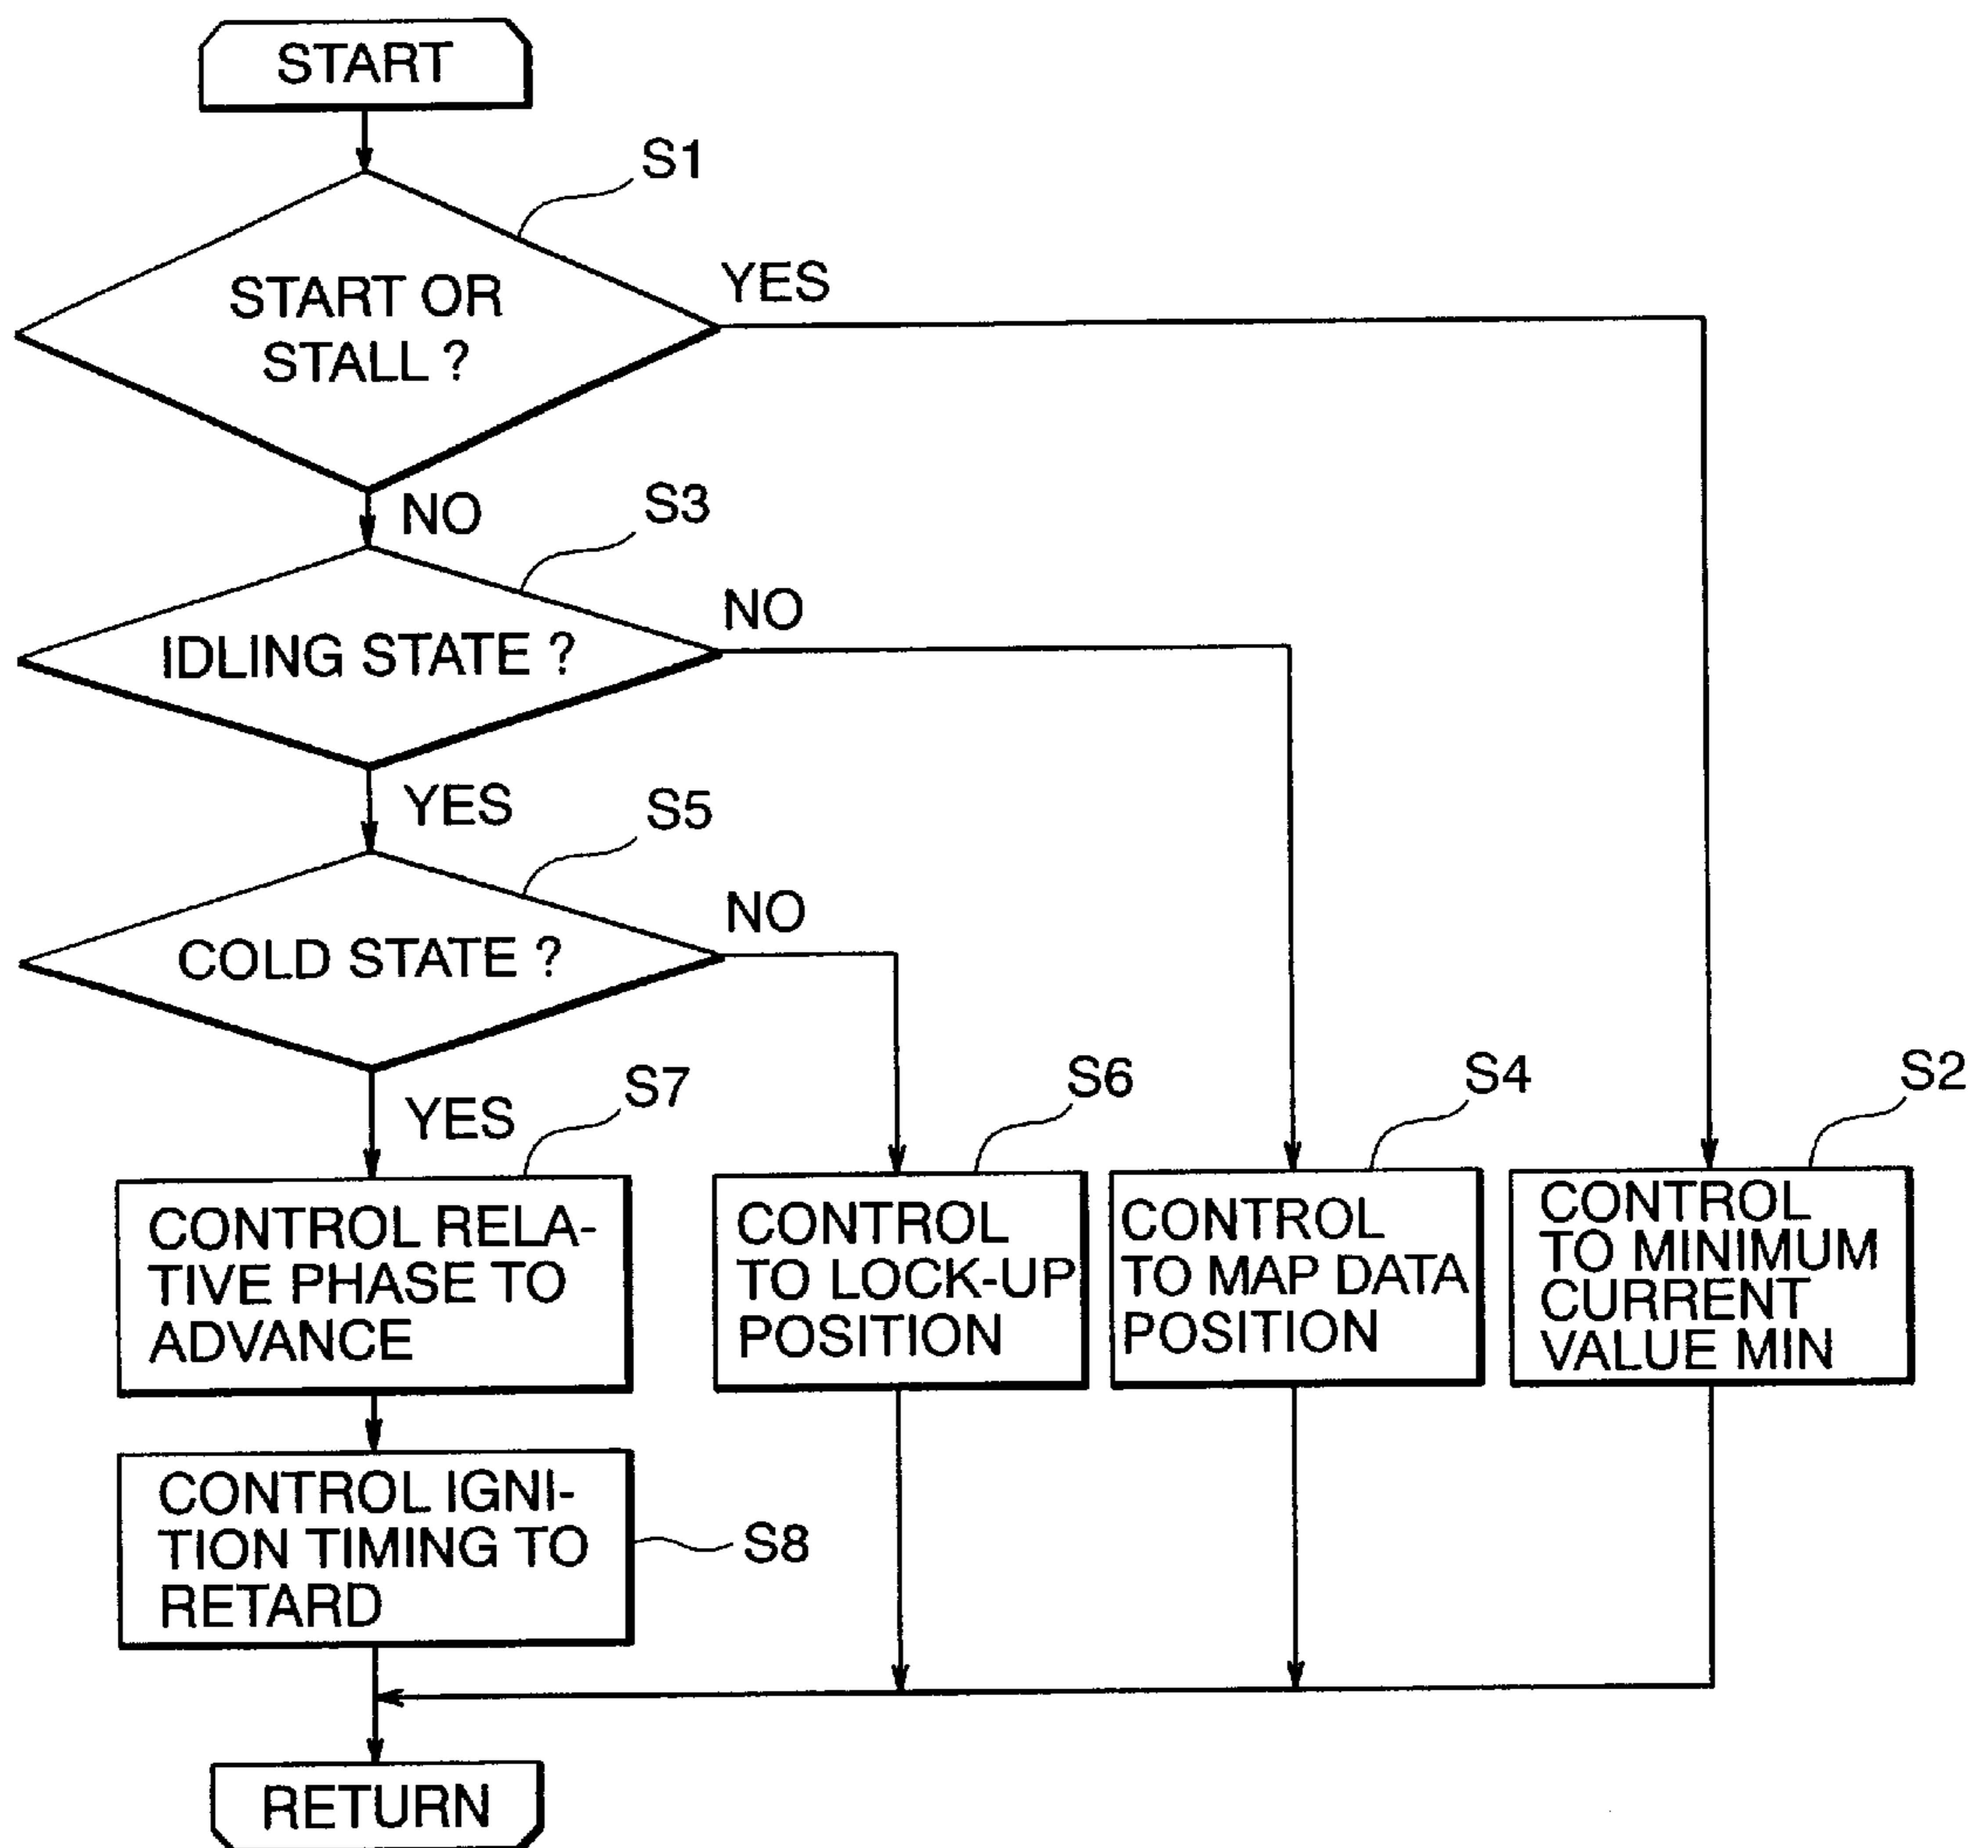 START
S1
START OR
STALL ?
YES
NO
S3
IDLING STATE ?
NO
YES
S5
COLD STATE ?
NO
YES
S7
CONTROL RELA-
TIVE PHASE TO
ADVANCE
S6
CONTROL
TO LOCK-UP
POSITION
S4
CONTROL
TO MAP DATA
POSITION
S2
CONTROL
TO MINIMUM
CURRENT
VALUE MIN
CONTROL IGNI-
TION TIMING TO
RETARD
S8
RETURN